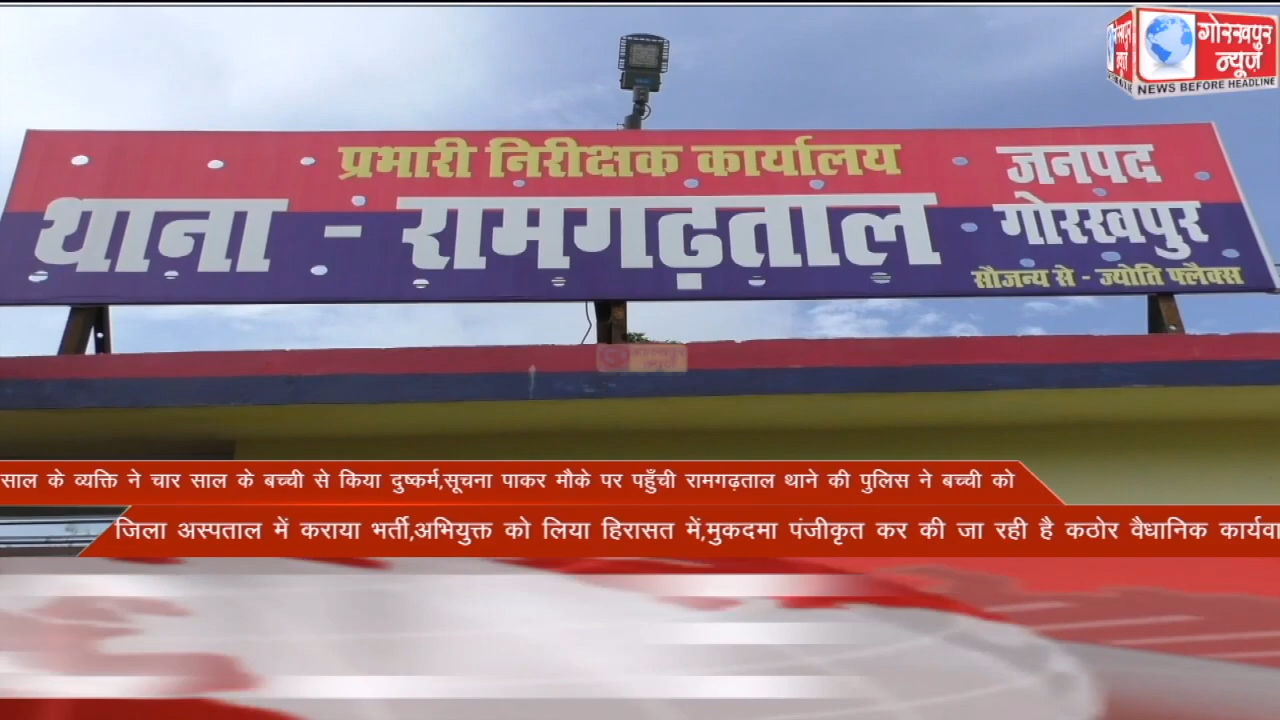 गोरखपुर
न्यूज़
NEWS BEFORE HEADLINE
प्रभारी निरीक्षक कार्यालय
जनपद
थाना - रामगढ़ताल
गोरखपुर
सौजन्य से - ज्योति फ्लैक्स
साल के व्यक्ति ने चार साल के बच्ची से किया दुष्कर्म,सूचना पाकर मौके पर पहुँची रामगढ़ताल थाने की पुलिस ने बच्ची को
जिला अस्पताल में कराया भर्ती,अभियुक्त को लिया हिरासत में,मुकदमा पंजीकृत कर की जा रही है कठोर वैधानिक कार्यवा